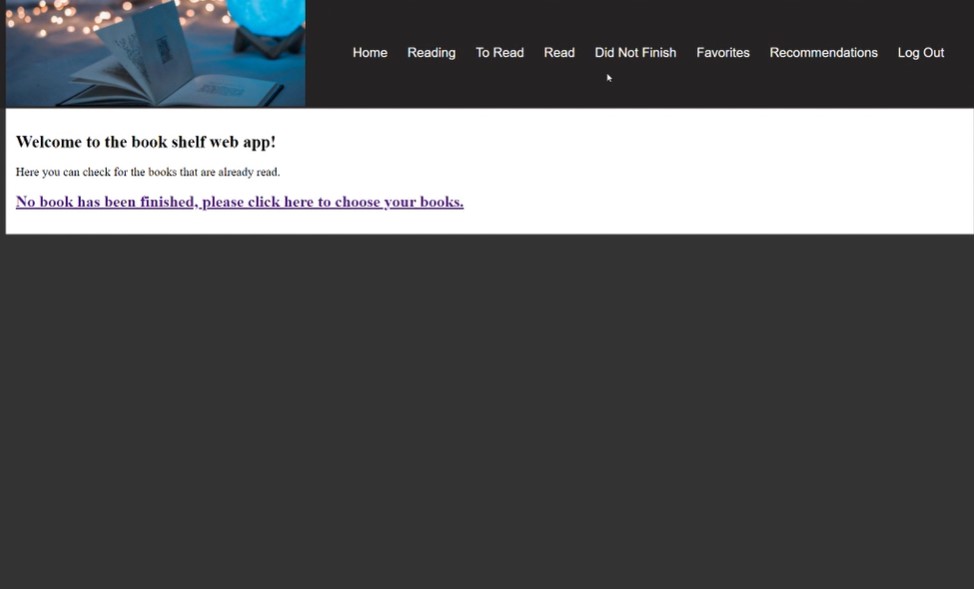 Home Reading To Read Read Did Not Finish Favorites Recommendations Log Out
Welcome to the book shelf web app!
Here you can check for the books that are already read.
No book has been finished, please click here to choose your books.